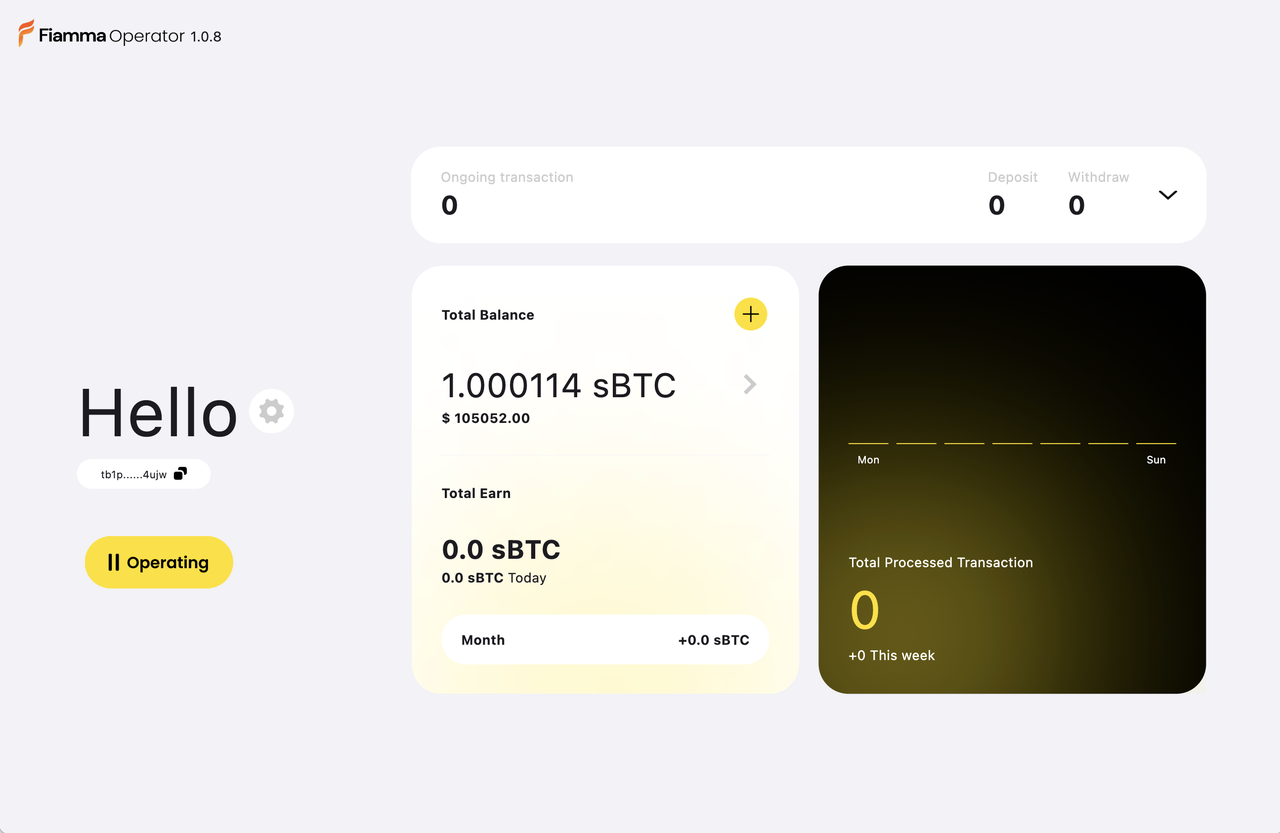 Fiamma Operator 1.0.8
Ongoing transaction
0
Deposit
0
Withdraw
0
Hello
tb1p......4ujw
Operating
Total Balance
1.000114 sBTC
$ 105052.00
Total Earn
0.0 sBTC
0.0 sBTC Today
Month +0.0 sBTC
Mon Sun
Total Processed Transaction
0
+0 This week